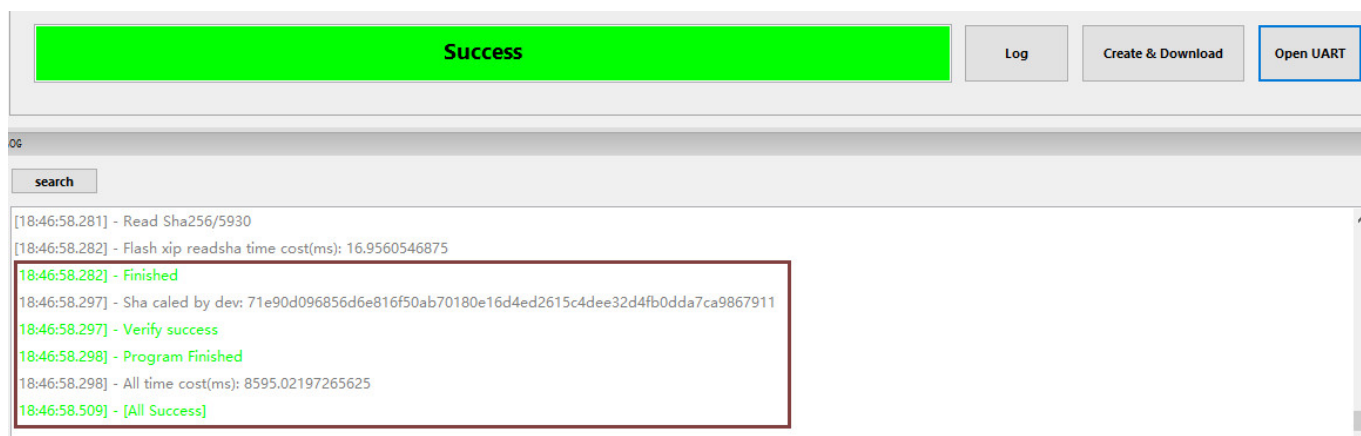 Success
Log
Create & Download
Open UART
OG
search
[18:46:58.281] - Read Sha256/5930
[18:46:58.282] - Flash xip readsha time cost(ms): 16.9560546875
18:46:58.282] - Finished
18:46:58.297] - Sha caled by dev: 71e90d096856d6e816f50ab70180e16d4ed2615c4dee32d4fb0dda7ca9867911
18:46:58.297] - Verify success
18:46:58.298] - Program Finished
18:46:58.298] - All time cost(ms): 8595.02197265625
18:46:58.509] - [All Success]